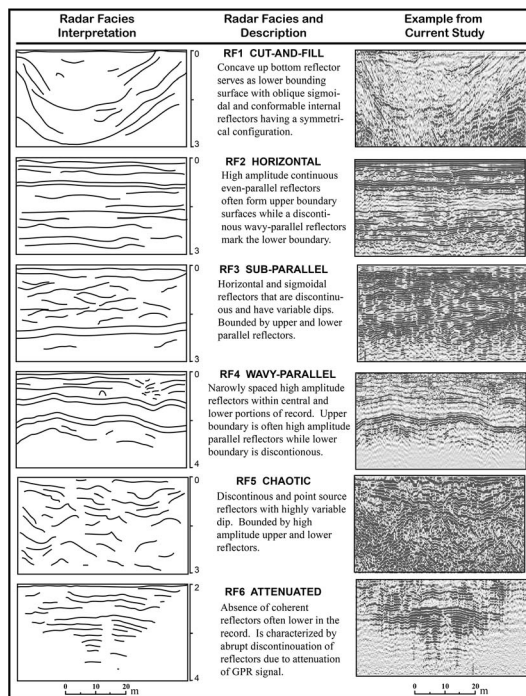 Radar Facies
Interpretation
Radar Facies and
Description
Example from
Current Study
RF1 CUT-AND-FILL
Concave up bottom reflector
serves as lower bounding
surface with oblique sigmoi-
dal and conformable internal
reflectors having a symmetri-
cal configuration.
0
3
RF2 HORIZONTAL
High amplitude continuous
even-parallel reflectors
often form upper boundary
surfaces while a disconti-
nous wavy-parallel reflectors
mark the lower boundary.
0
3
RF3 SUB-PARALLEL
Horizontal and sigmoidal
reflectors that are discontinu-
ous and have variable dips.
Bounded by upper and lower
parallel reflectors.
0
3
RF4 WAVY-PARALLEL
Narowly spaced high amplitude
reflectors within central and
lower portions of record. Upper
boundary is often high amplitude
parallel reflectors while lower
boundary is discontionous.
0
4
RF5 CHAOTIC
Discontinous and point source
reflectors with highly variable
dip. Bounded by high
amplitude upper and lower
reflectors.
0
3
RF6 ATTENUATED
Absence of coherent
reflectors often lower in the
record. Is characterized by
abrupt discontinouation of
reflectors due to attenuation
of GPR signal.
2
4
0 10 20 m
0 10 20 m